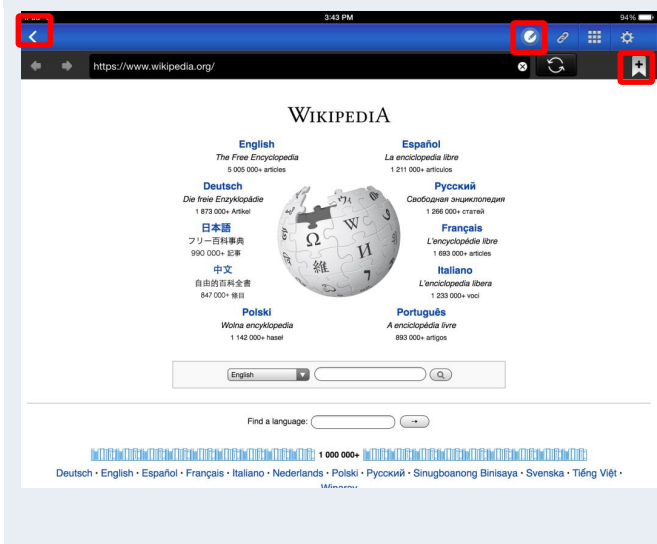 3:43 PM
94%
https://www.wikipedia.org/
WIKIPEDIA
English
The Free Encyclopedia
5 005 000+ articles
Español
La enciclopedia libre
1 211 000+ artículos
Deutsch
Die freie Enzyklopädie
1 873 000+ Artikel
Русский
Свободная энциклопедия
1 266 000+ статей
日本語
フリー百科事典
990 000+ 記事
Français
L'encyclopédie libre
1 693 000+ articles
中文
自由的百科全書
847 000+ 條目
Italiano
L'enciclopedia libera
1 233 000+ voci
Polski
Wolna encyklopedia
1 142 000+ haseł
Português
A enciclopédia livre
893 000+ artigos
Ω
W
И
維
7
English
Find a language:
1 000 000+
Deutsch · English · Español · Français · Italiano · Nederlands · Polski · Русский · Sinugboanong Binisaya · Svenska · Tiếng Việt ·